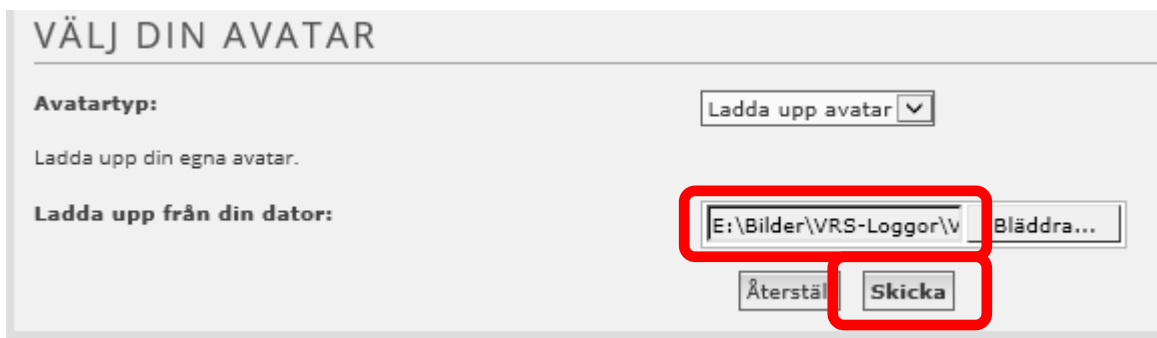 VÄLJ DIN AVATAR
Avatartyp:
Ladda upp avatar
Ladda upp din egna avatar.
Ladda upp från din dator:
E:\Bilder\VRS-Loggor\V
Bläddra...
Återstäl
Skicka